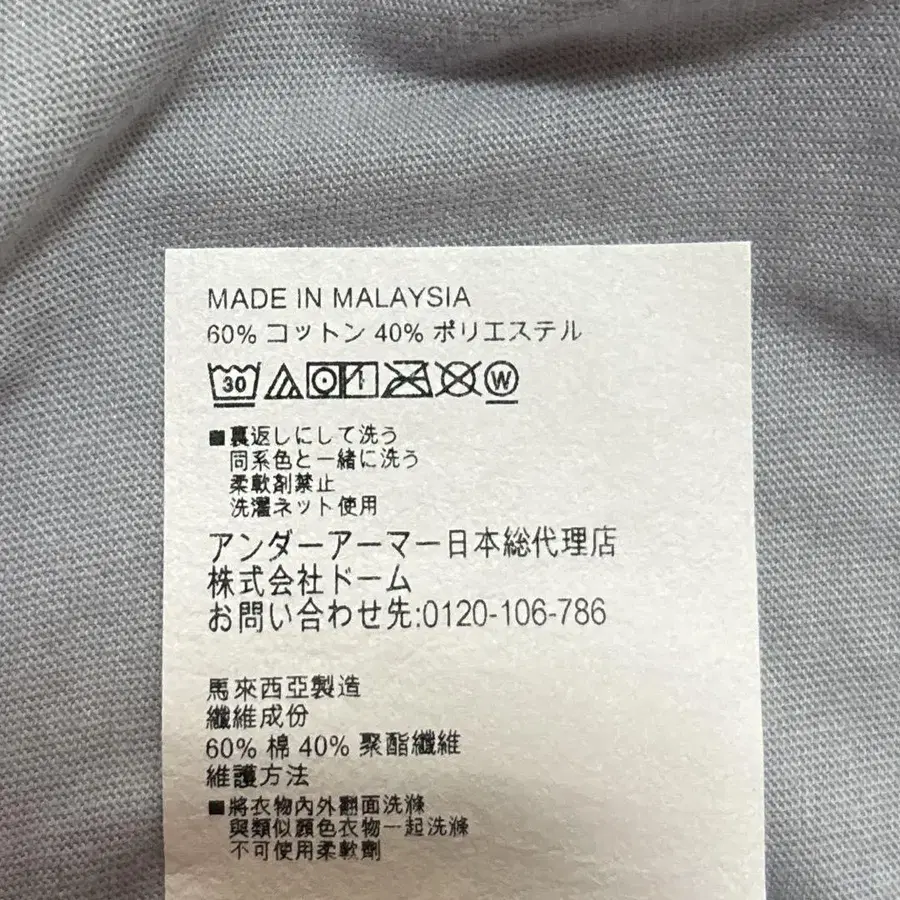 MADE IN MALAYSIA
60% コットン 40% ポリエステル
30 W
■裏返しにして洗う
同系色と一緒に洗う
柔軟剤禁止
洗濯ネット使用
アンダーアーマー日本総代理店
株式会社ドーム
お問い合わせ先:0120-106-786
馬來西亞製造
纖維成份
60% 棉 40% 聚酯纖維
維護方法
■將衣物內外翻面洗滌
與類似顏色衣物一起洗滌
不可使用柔軟劑